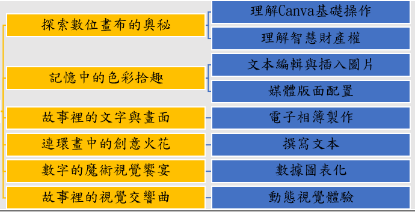 探索數位畫布的奧秘
理解Canva基礎操作
理解智慧財產權
記憶中的色彩拾趣
文本編輯與插入圖片
媒體版面配置
故事裡的文字與畫面
電子相簿製作
連環畫中的創意火花
撰寫文本
數字的魔術視覺饗宴
數據圖表化
故事裡的視覺交響曲
動態視覺體驗